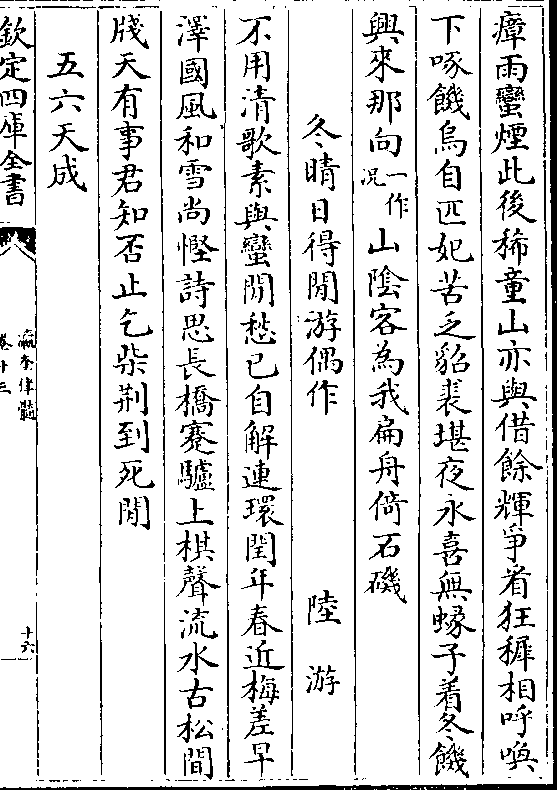 瘴雨蠻煙此後稀童山亦與借餘輝爭看狂穉相呼喚
下啄饑烏自匹妃苦乏貂裘堪夜永喜無蝝子着冬饑
興來那向一作况山陰客為我扁舟倚石磯
冬晴日得閒游偶作 陸游
不用清歌素與蠻閒愁已自解連環閏年春近梅差早
澤國風和雪尚慳詩思長橋蹇驢上棋聲流水古松間
牋天有事君知否止乞柴荆到死閒
五六天成
欽定四庫全書
瀛奎律髓
卷十三
十六